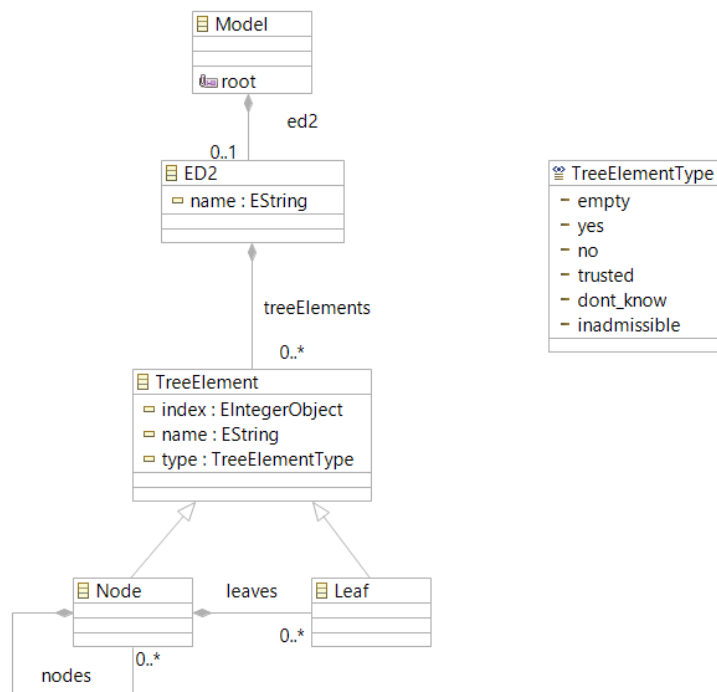 Model
root
ed2
0..1
ED2
name : EString
TreeElementType
empty
yes
no
trusted
dont_know
inadmissible
treeElements
0..*
TreeElement
index : EIntegerObject
name : EString
type : TreeElementType
Node
leaves
Leaf
0..*
0..*
nodes